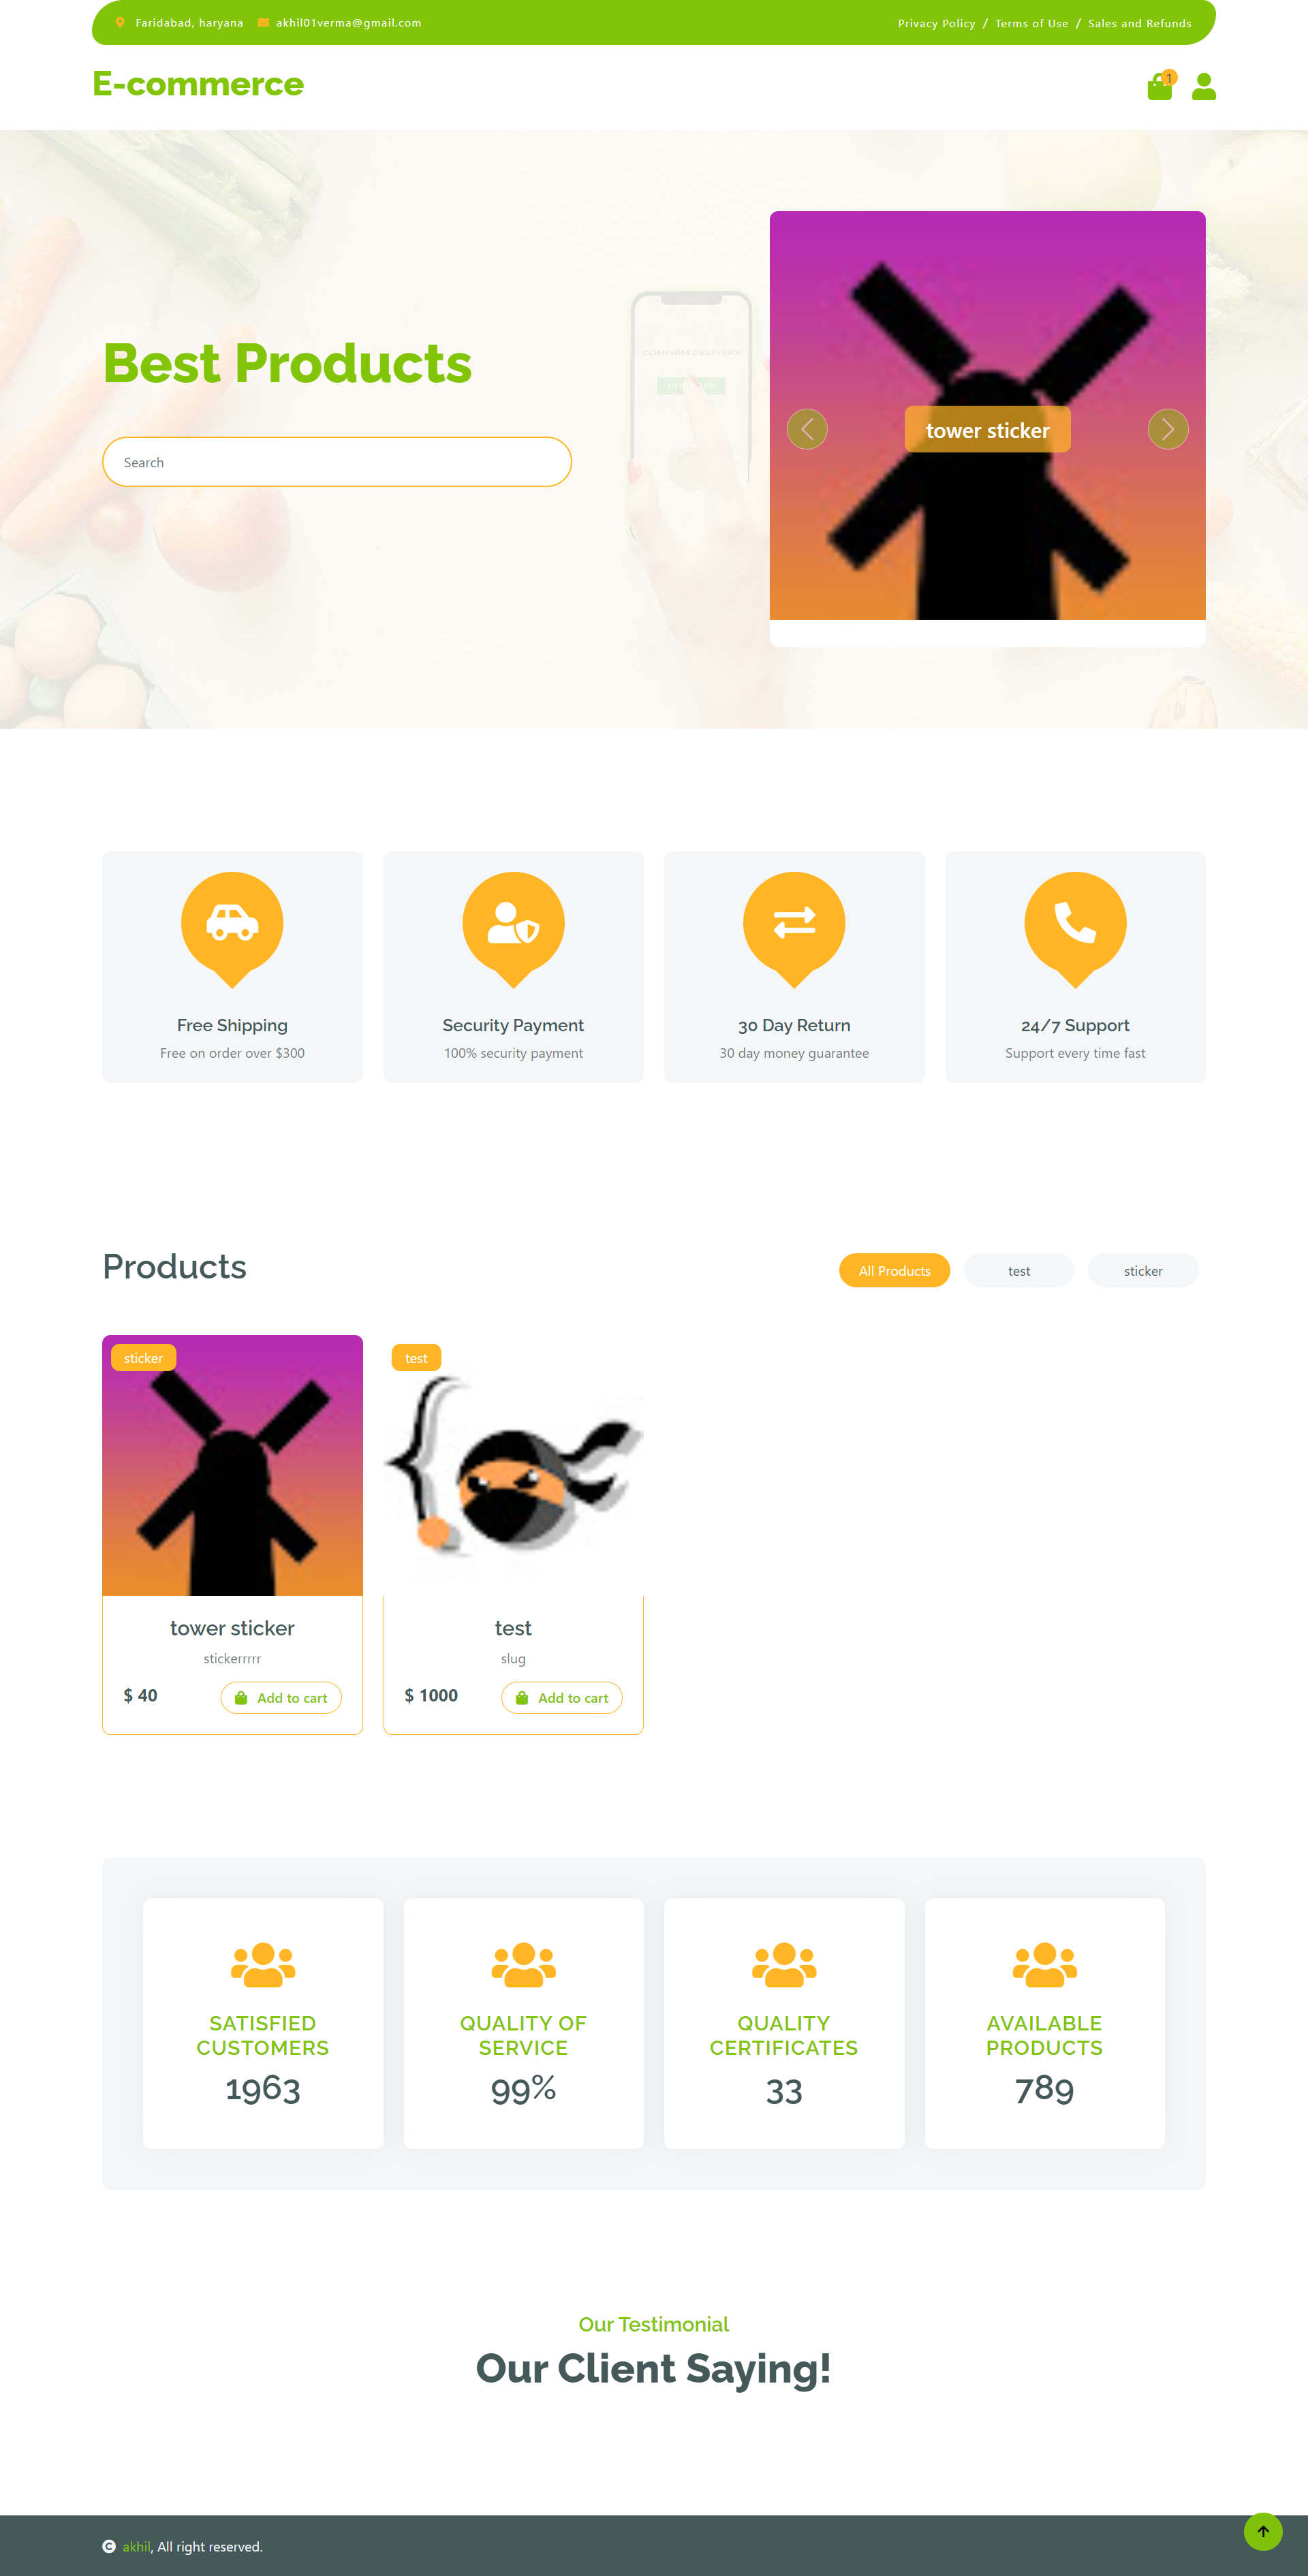 Faridabad, haryana akhil01verma@gmail.com
Privacy Policy / Terms of Use / Sales and Refunds
E-commerce
1
CONFIRM DELIVERY
Best Products
Search
tower sticker
Free Shipping
Free on order over $300
Security Payment
100% security payment
30 Day Return
30 day money guarantee
24/7 Support
Support every time fast
Products
All Products
test
sticker
sticker
tower sticker
stickerrrrr
$ 40
Add to cart
test
test
slug
$ 1000
Add to cart
SATISFIED
CUSTOMERS
1963
QUALITY OF
SERVICE
99%
QUALITY
CERTIFICATES
33
AVAILABLE
PRODUCTS
789
Our Testimonial
Our Client Saying!
akhil, All right reserved.